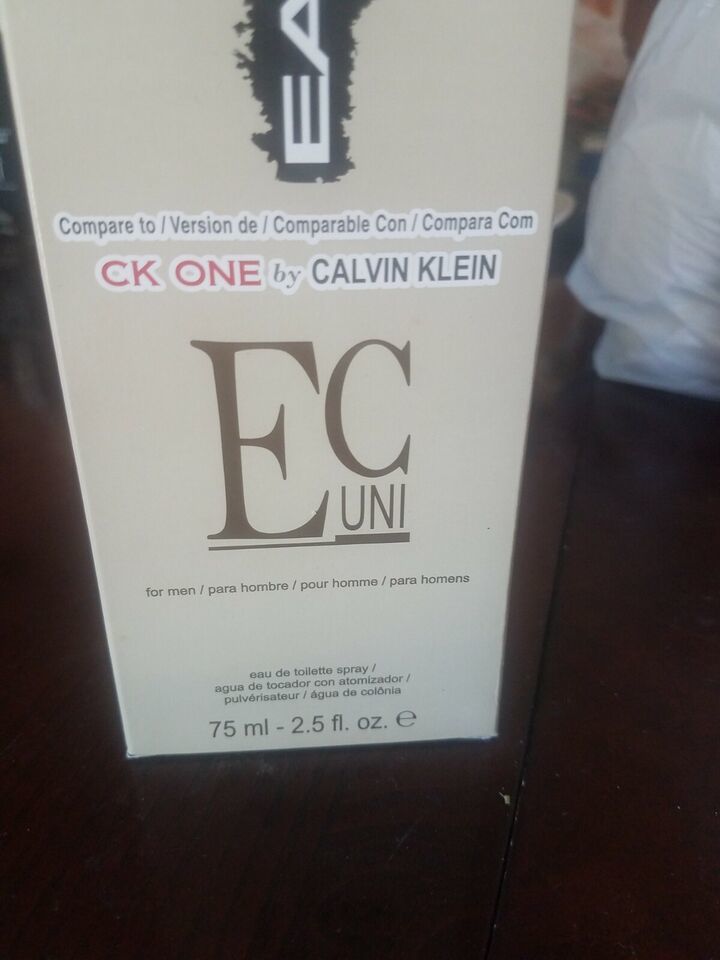 EA
Compare to / Version de / Comparable Con / Compara Com
CK ONE by CALVIN KLEIN
EC
UNI
for men / para hombre / pour homme / para homens
eau de toilette spray /
agua de tocador con atomizador /
pulvérisateur / água de colônia
75 ml - 2.5 fl. oz. ℮